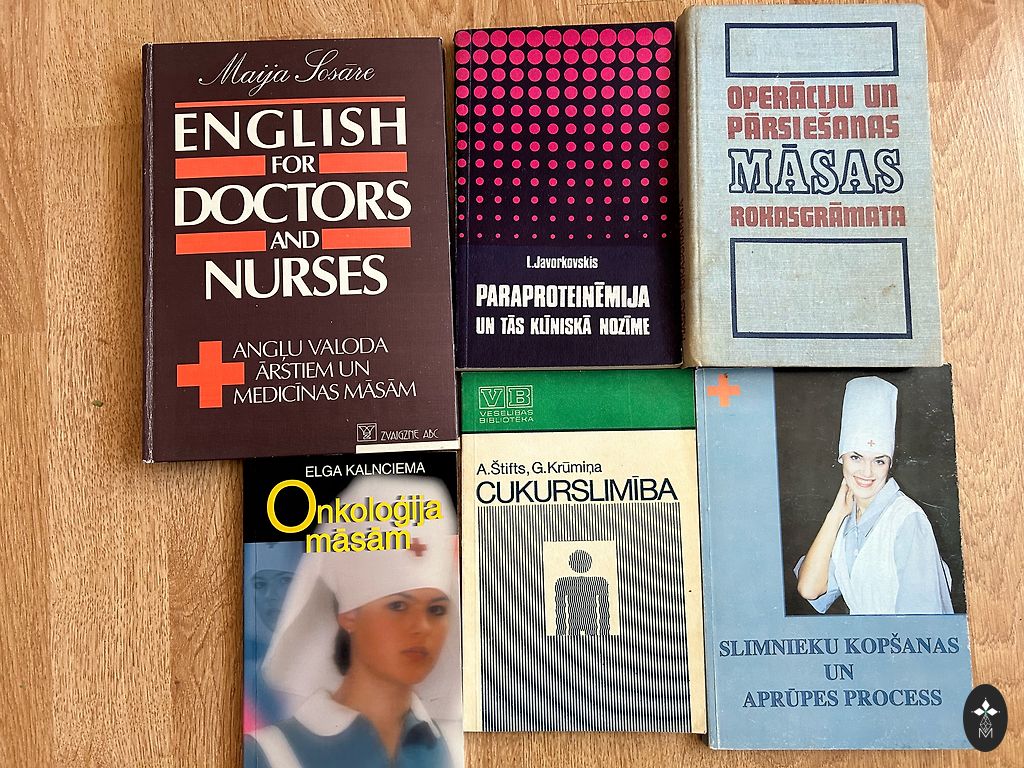 Maija Sosāre
ENGLISH
FOR
DOCTORS
AND
NURSES
ANGĻU VALODA
ĀRSTIEM UN
MEDICĪNAS MĀSĀM
ZVAIGZNE ABC
I.Javorkovskis
PARAPROTEINĒMIJA
UN TĀS KLĪNISKĀ NOZĪME
OPERĀCIJU UN
PĀRSIEŠANAS
MĀSAS
ROKASGRĀMATA
ELGA KALNCIEMA
Onkoloģija
māsām
VB
VESELĪBAS
BIBLIOTĒKA
A.Štifts, G.Krūmiņa
CUKURSLIMĪBA
SLIMNIEKU KOPŠANAS
UN
APRŪPES PROCESS
M